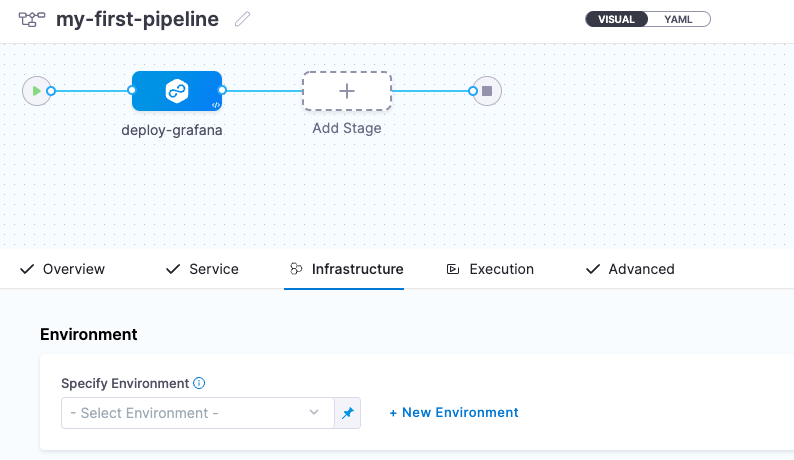 my-first-pipeline
VISUAL YAML
</>
deploy-grafana
Add Stage
Overview Service Infrastructure Execution Advanced
Environment
Specify Environment
- Select Environment -
+ New Environment